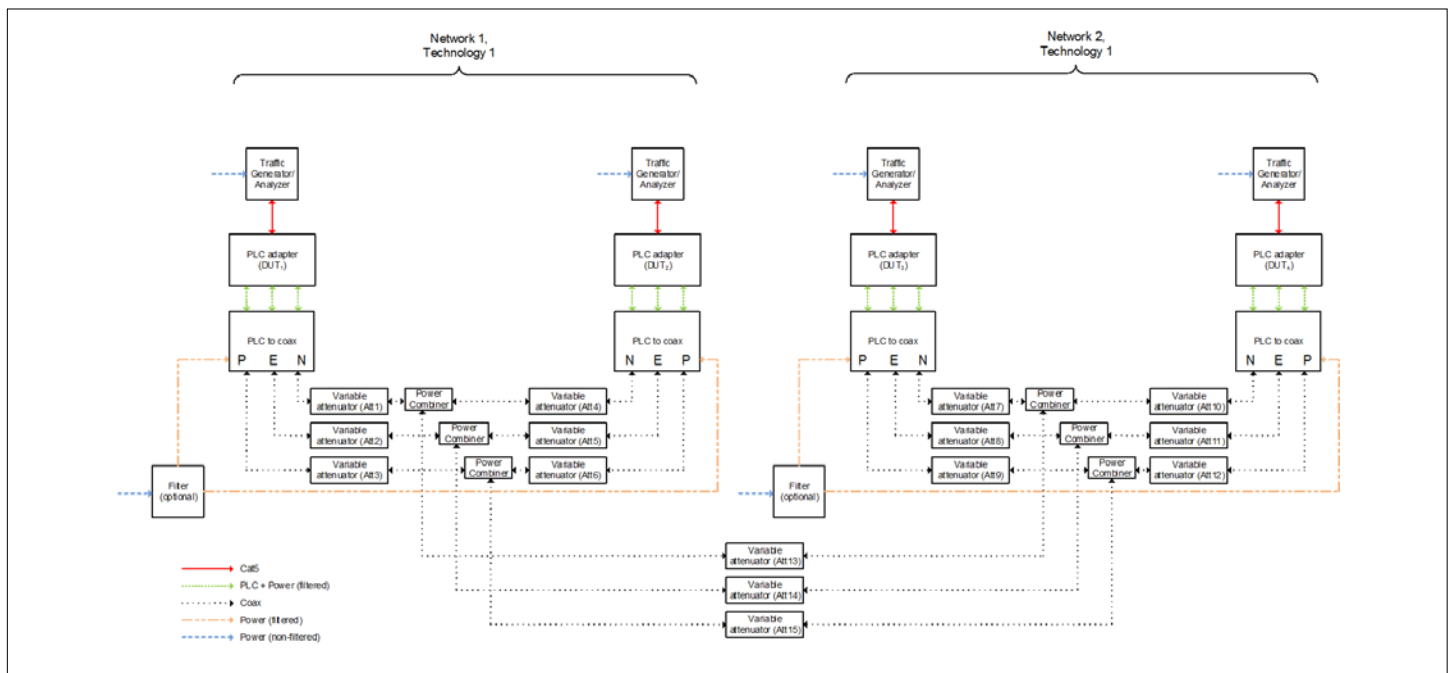 Network 1,
Technology 1
Network 2,
Technology 1
Traffic
Generator/
Analyzer
Traffic
Generator/
Analyzer
Traffic
Generator/
Analyzer
Traffic
Generator/
Analyzer
PLC adapter
(DUT₁)
PLC adapter
(DUT₂)
PLC adapter
(DUT₃)
PLC adapter
(DUT₄)
PLC to coax
P E N
PLC to coax
N E P
PLC to coax
P E N
PLC to coax
N E P
Variable
attenuator (Att1)
Power
Combiner
Variable
attenuator (Att4)
Variable
attenuator (Att7)
Power
Combiner
Variable
attenuator (Att10)
Variable
attenuator (Att2)
Power
Combiner
Variable
attenuator (Att5)
Variable
attenuator (Att8)
Power
Combiner
Variable
attenuator (Att11)
Variable
attenuator (Att3)
Power
Combiner
Variable
attenuator (Att6)
Variable
attenuator (Att9)
Power
Combiner
Variable
attenuator (Att12)
Filter
(optional)
Filter
(optional)
Variable
attenuator (Att13)
Variable
attenuator (Att14)
Variable
attenuator (Att15)
Cat5
PLC + Power (filtered)
Coax
Power (filtered)
Power (non-filtered)